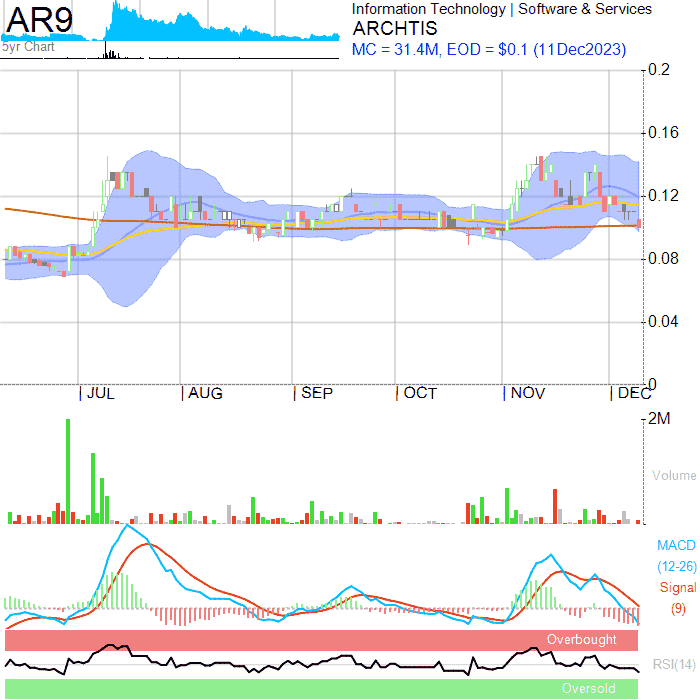 AR9
5yr Chart
Information Technology | Software & Services
ARCHTIS
MC = 31.4M, EOD = $0.1 (11Dec2023)
0.2
0.16
0.12
0.08
0.04
0
| JUL | AUG | SEP | OCT | NOV | DEC
2M
Volume
MACD
(12-26)
Signal
(9)
Overbought
RSI(14)
Oversold